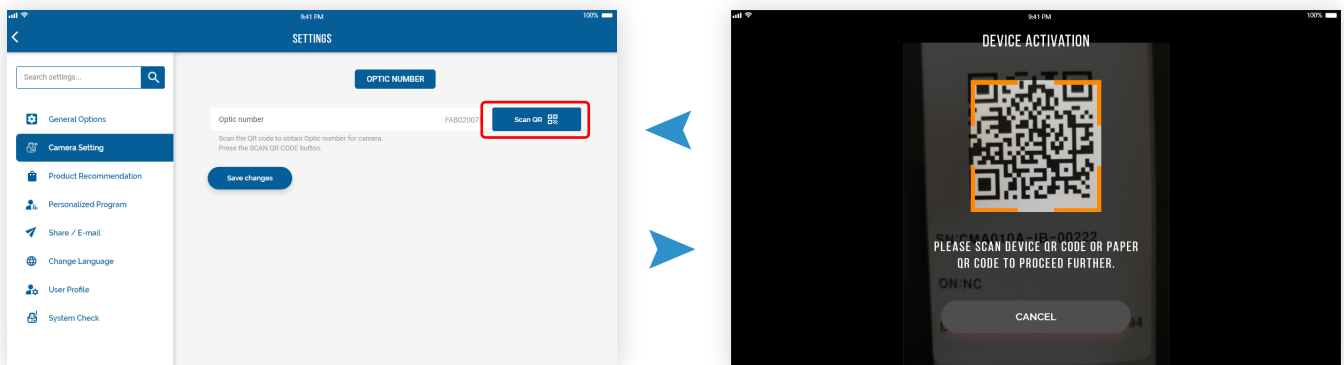 9:41 PM
100%
SETTINGS
Search settings...
OPTIC NUMBER
General Options
Optic number
FAB02007
Scan QR
Scan the QR code to obtain Optic number for camera.
Press the SCAN QR CODE button.
Camera Setting
Product Recommendation
Save changes
Personalized Program
Share / E-mail
Change Language
User Profile
System Check
9:41 PM
100%
DEVICE ACTIVATION
SN:CMA010A-IB-00222
PLEASE SCAN DEVICE QR CODE OR PAPER
QR CODE TO PROCEED FURTHER.
ON:NC
CANCEL
94